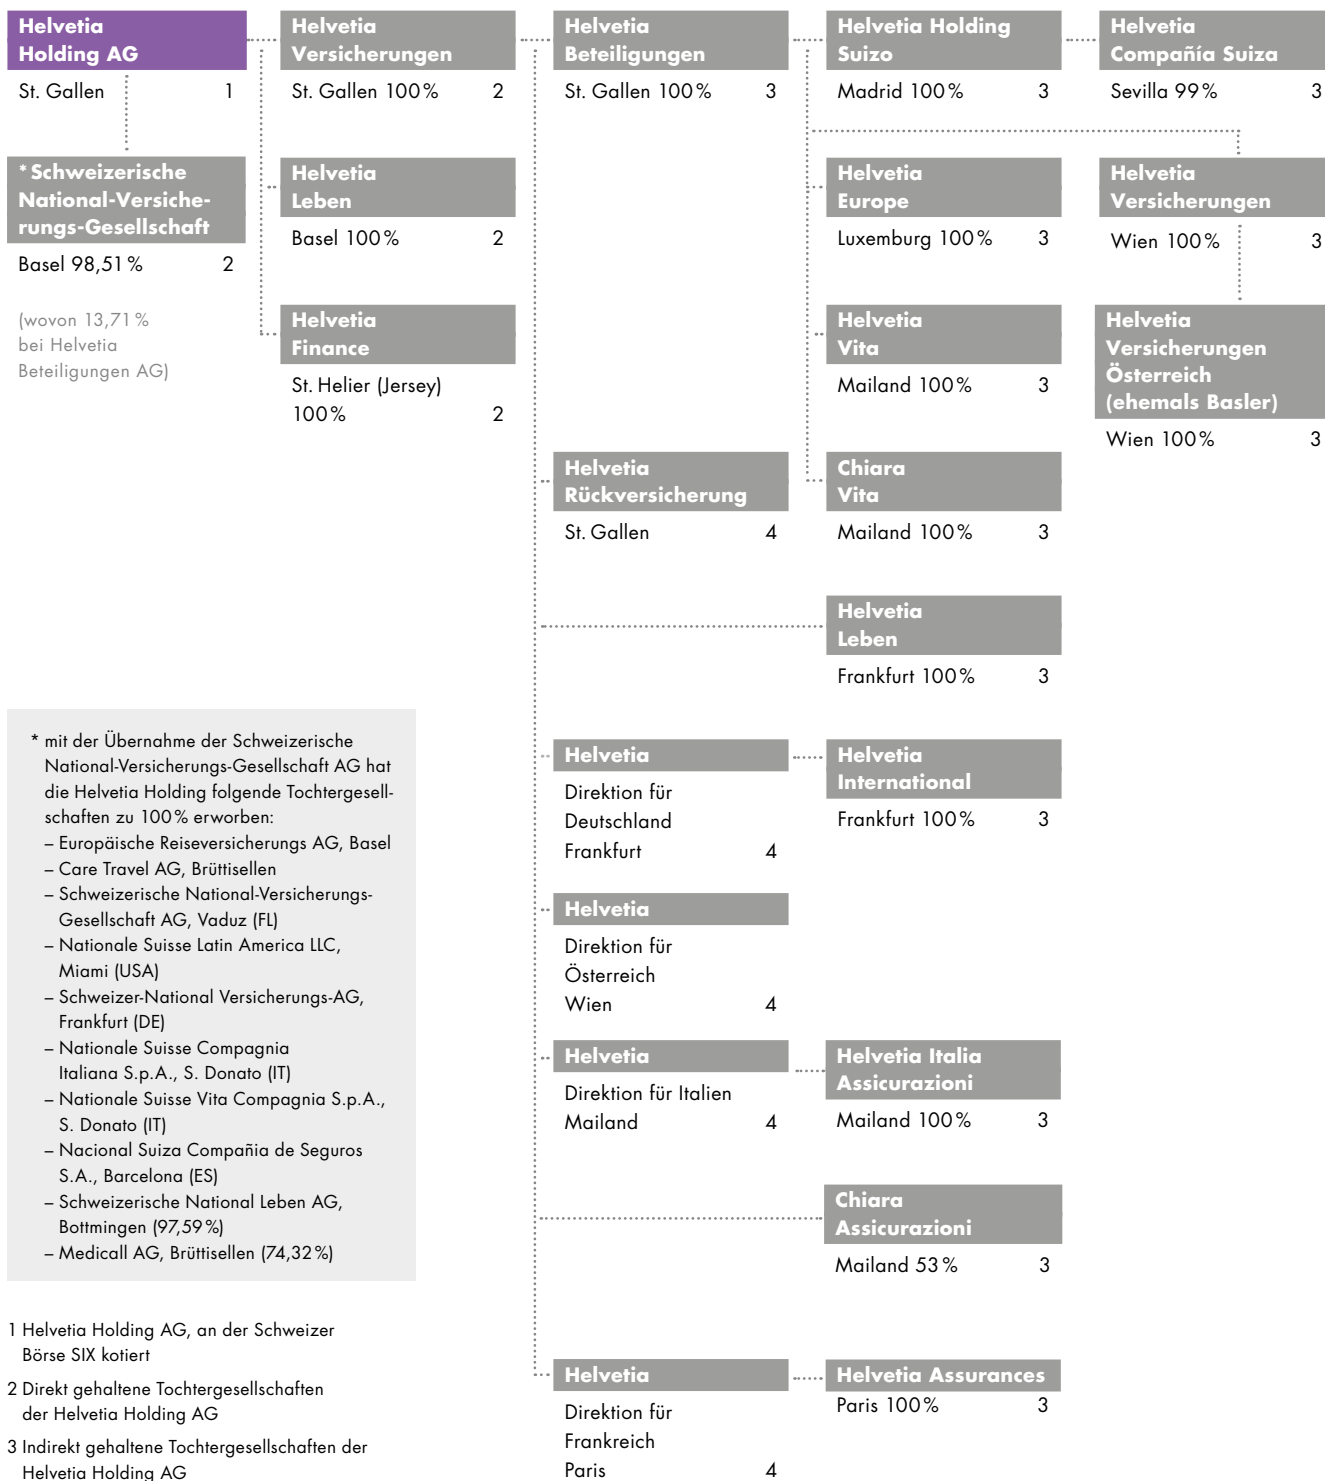 Helvetia
Holding AG
St. Gallen 1
* Schweizerische
National-Versiche-
rungs-Gesellschaft
Basel 98,51 % 2
(wovon 13,71 %
bei Helvetia
Beteiligungen AG)
Helvetia
Versicherungen
St. Gallen 100 % 2
Helvetia
Leben
Basel 100 % 2
Helvetia
Finance
St. Helier (Jersey)
100 % 2
Helvetia
Beteiligungen
St. Gallen 100 % 3
Helvetia
Rückversicherung
St. Gallen 4
Helvetia
Direktion für
Deutschland
Frankfurt 4
Helvetia
Direktion für
Österreich
Wien 4
Helvetia
Direktion für Italien
Mailand 4
Helvetia
Direktion für
Frankreich
Paris 4
Helvetia Holding
Suizo
Madrid 100 % 3
Helvetia
Europe
Luxemburg 100 % 3
Helvetia
Vita
Mailand 100 % 3
Chiara
Vita
Mailand 100 % 3
Helvetia
Leben
Frankfurt 100 % 3
Helvetia
International
Frankfurt 100 % 3
Helvetia Italia
Assicurazioni
Mailand 100 % 3
Chiara
Assicurazioni
Mailand 53 % 3
Helvetia Assurances
Paris 100 % 3
Helvetia
Compañía Suiza
Sevilla 99 % 3
Helvetia
Versicherungen
Wien 100 % 3
Helvetia
Versicherungen
Österreich
(ehemals Basler)
Wien 100 % 3
* mit der Übernahme der Schweizerische
National-Versicherungs-Gesellschaft AG hat
die Helvetia Holding folgende Tochtergesell-
schaften zu 100 % erworben:
– Europäische Reiseversicherungs AG, Basel
– Care Travel AG, Brüttisellen
– Schweizerische National-Versicherungs-
Gesellschaft AG, Vaduz (FL)
– Nationale Suisse Latin America LLC,
Miami (USA)
– Schweizer-National Versicherungs-AG,
Frankfurt (DE)
– Nationale Suisse Compagnia
Italiana S.p.A., S. Donato (IT)
– Nationale Suisse Vita Compagnia S.p.A.,
S. Donato (IT)
– Nacional Suiza Compañia de Seguros
S.A., Barcelona (ES)
– Schweizerische National Leben AG,
Bottmingen (97,59 %)
– Medicall AG, Brüttisellen (74,32 %)
1 Helvetia Holding AG, an der Schweizer
Börse SIX kotiert
2 Direkt gehaltene Tochtergesellschaften
der Helvetia Holding AG
3 Indirekt gehaltene Tochtergesellschaften der
Helvetia Holding AG